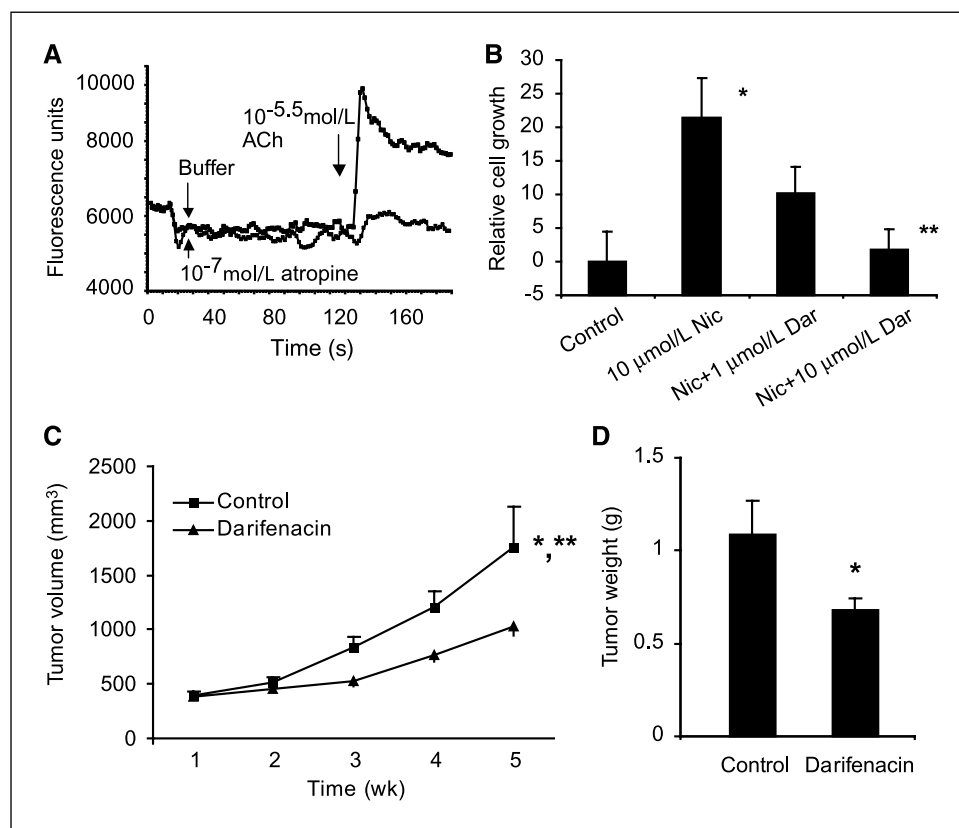 A
Fluorescence units
10000
8000
6000
4000
10-5.5mol/L
ACh
Buffer
10-7mol/L atropine
0 40 80 120 160
Time (s)
B
Relative cell growth
30
25
20
15
10
5
0
-5
*
**
Control
10 µmol/L Nic
Nic+1 µmol/L Dar
Nic+10 µmol/L Dar
C
Tumor volume (mm3)
2500
2000
1500
1000
500
0
Control
Darifenacin
*,**
1 2 3 4 5
Time (wk)
D
Tumor weight (g)
1.5
1
0.5
0
*
Control Darifenacin